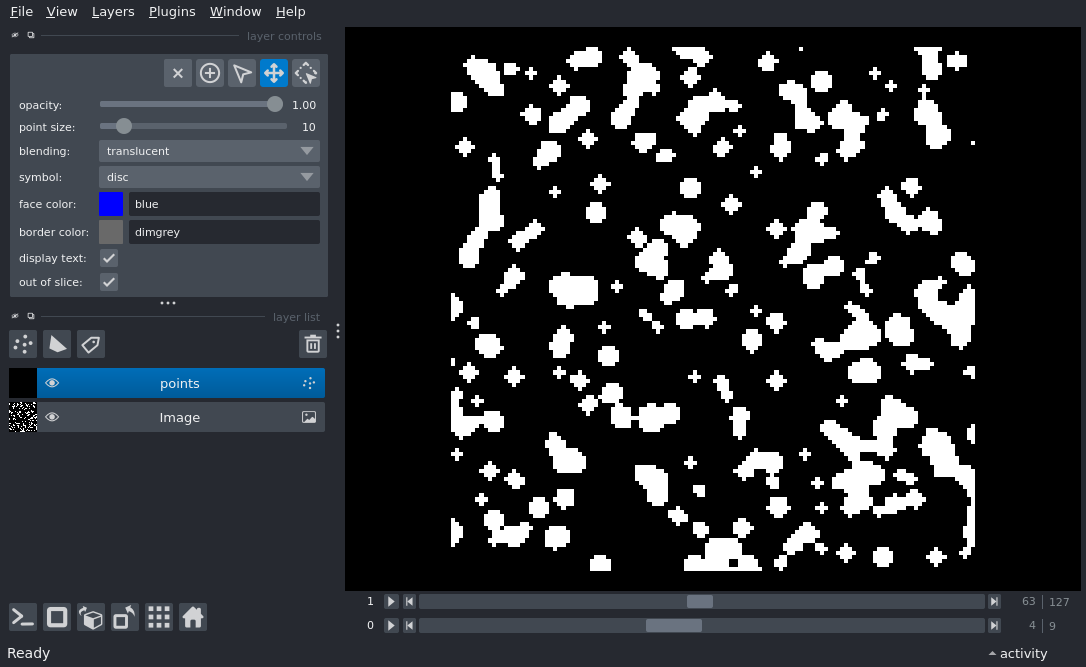 File View Layers Plugins Window Help
layer controls
opacity: 1.00
point size: 10
blending: translucent
symbol: disc
face color: blue
border color: dimgrey
display text:
out of slice:
layer list
points
Image
1 63 127
0 4 9
Ready activity